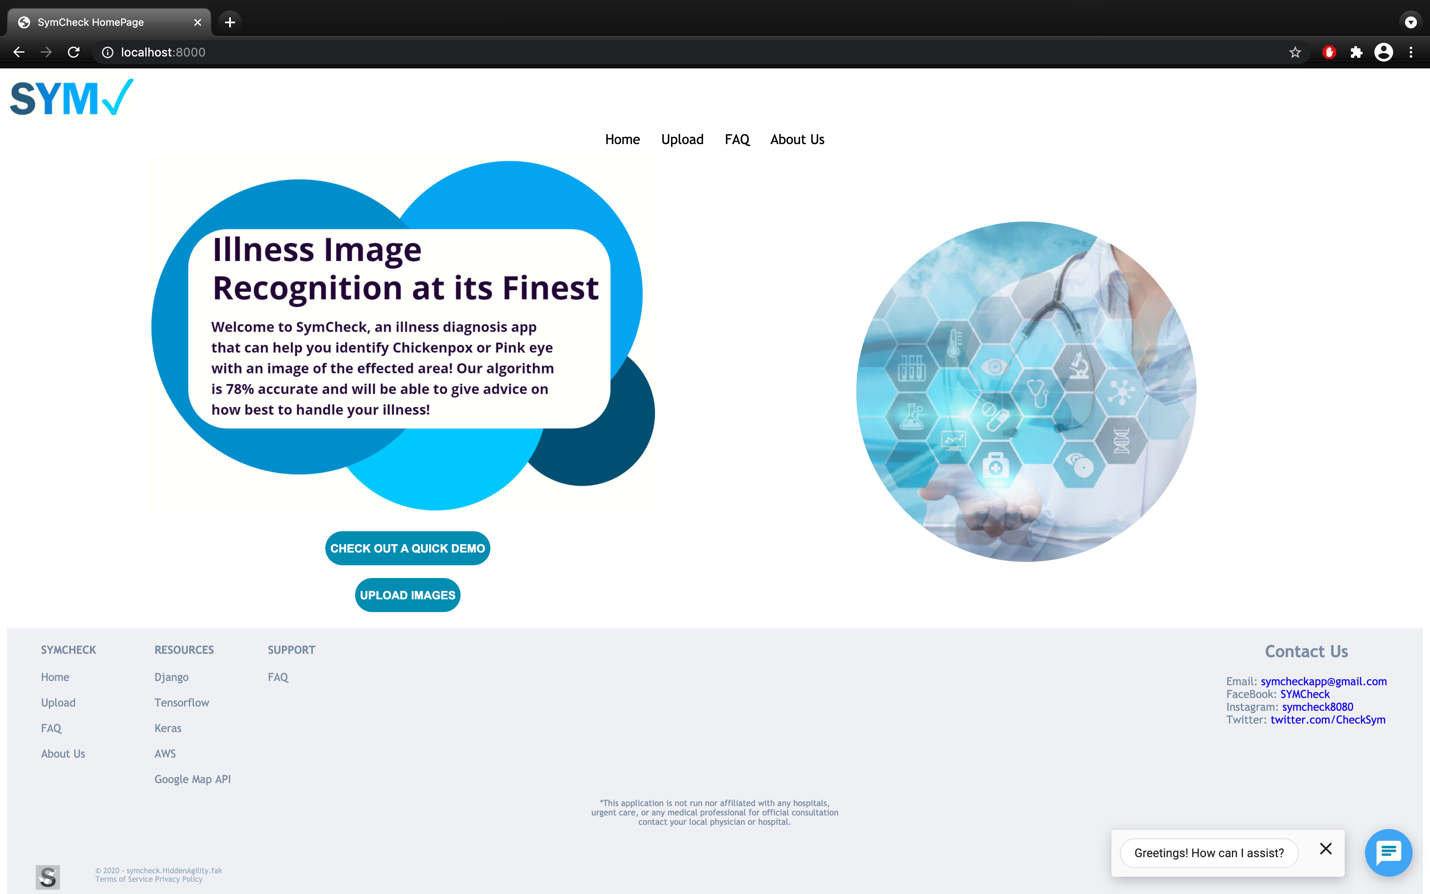 SymCheck HomePage
localhost:8000
SYM
Home Upload FAQ About Us
Illness Image
Recognition at its Finest
Welcome to SymCheck, an illness diagnosis app
that can help you identify Chickenpox or Pink eye
with an image of the effected area! Our algorithm
is 78% accurate and will be able to give advice on
how best to handle your illness!
CHECK OUT A QUICK DEMO
UPLOAD IMAGES
SYMCHECK
Home
Upload
FAQ
About Us
RESOURCES
Django
Tensorflow
Keras
AWS
Google Map API
SUPPORT
FAQ
Contact Us
Email: symcheckapp@gmail.com
FaceBook: SYMCheck
Instagram: symcheck8080
Twitter: twitter.com/CheckSym
*This application is not run nor affiliated with any hospitals,
urgent care, or any medical professional for official consultation
contact your local physician or hospital.
Greetings! How can I assist?
S
© 2020 - symcheck.HiddenAgility.fak
Terms of Service Privacy Policy